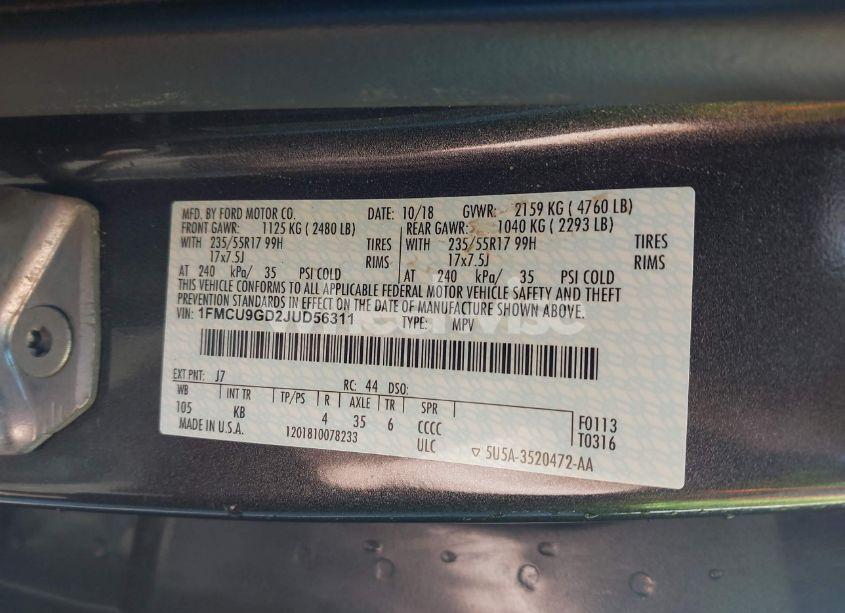 MFD. BY FORD MOTOR CO. DATE: 10/18 GVWR: 2159 KG ( 4760 LB)
FRONT GAWR: 1125 KG ( 2480 LB) REAR GAWR: 1040 KG ( 2293 LB)
WITH 235/55R17 99H TIRES WITH 235/55R17 99H TIRES
17x7.5J RIMS 17x7.5J RIMS
AT 240 kPa/ 35 PSI COLD AT 240 kPa/ 35 PSI COLD
THIS VEHICLE CONFORMS TO ALL APPLICABLE FEDERAL MOTOR VEHICLE SAFETY AND THEFT
PREVENTION STANDARDS IN EFFECT ON THE DATE OF MANUFACTURE SHOWN ABOVE.
VIN: 1FMCU9GD2JUD56311 TYPE: MPV
EXT PNT: J7 RC: 44 DSO:
WB INT TR TP/PS R AXLE TR SPR
105 KB 4 35 6 CCCC F0113
MADE IN U.S.A. 1201810078233 ULC T0316
5U5A-3520472-AA